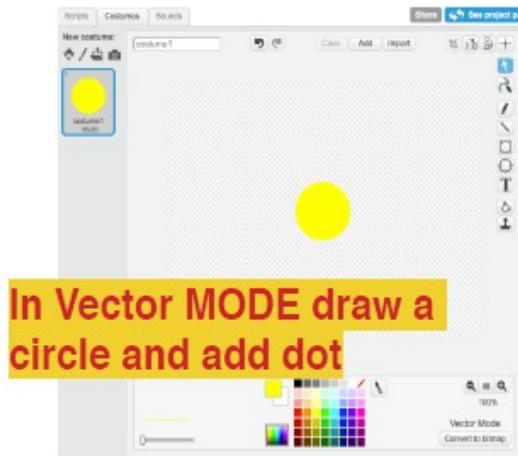 Scripts Costumes Sounds
Share See project p
New costume:
costume1
Clear Add Import
costume1
T
In Vector MODE draw a
circle and add dot
100%
Vector Mode
Convert to bitmap